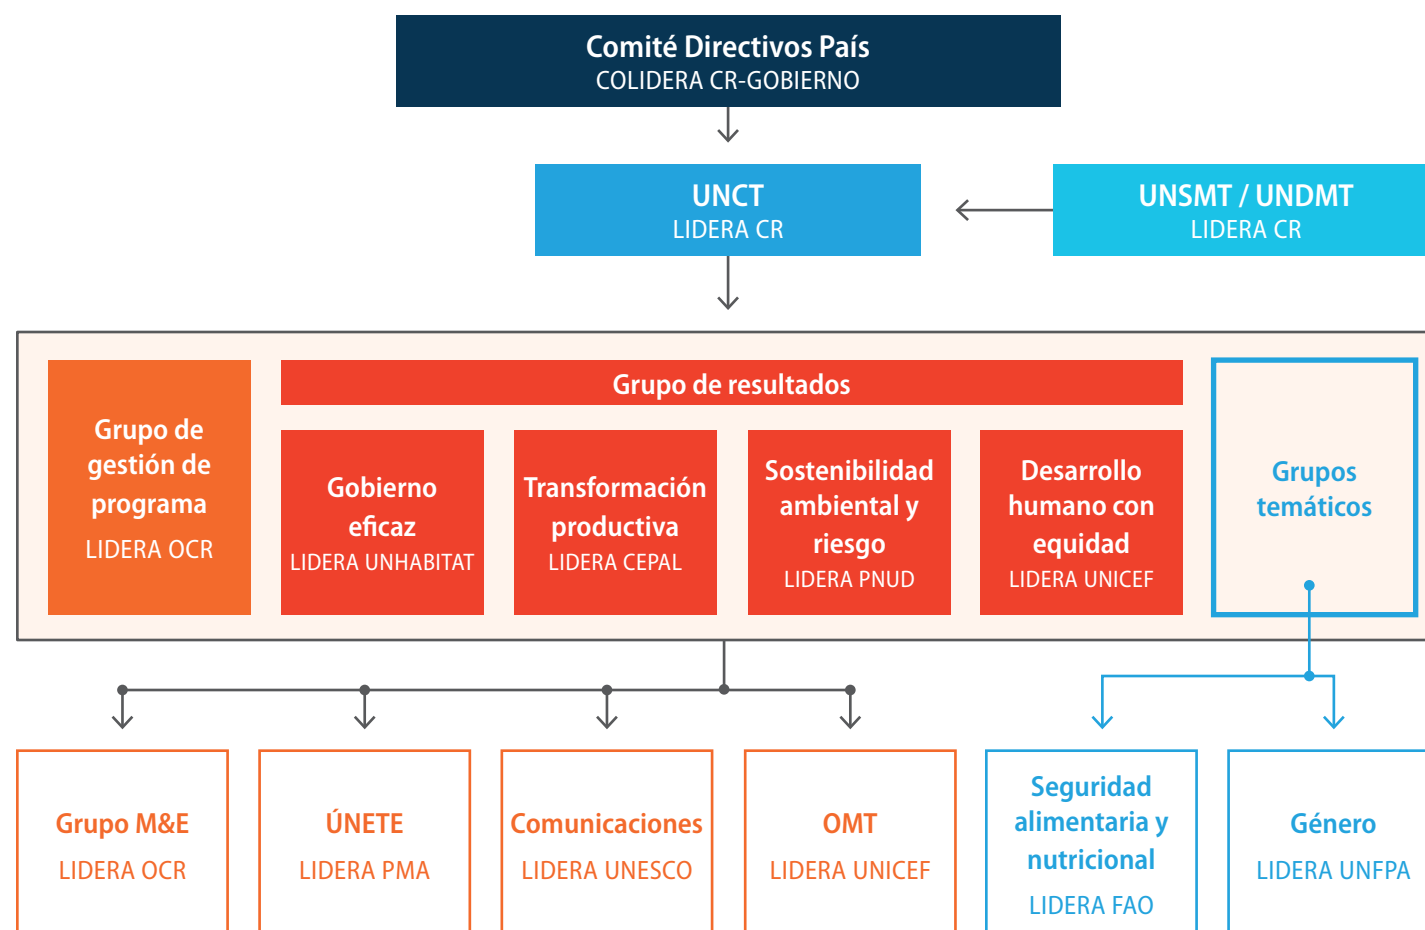 Comité Directivos País
COLIDERA CR-GOBIERNO
UNCT
LIDERA CR
UNSMT / UNDMT
LIDERA CR
Grupo de
gestión de
programa
LIDERA OCR
Grupo de resultados
Gobierno
eficaz
LIDERA UNHABITAT
Transformación
productiva
LIDERA CEPAL
Sostenibilidad
ambiental y
riesgo
LIDERA PNUD
Desarrollo
humano con
equidad
LIDERA UNICEF
Grupos
temáticos
Grupo M&E
LIDERA OCR
ÚNETE
LIDERA PMA
Comunicaciones
LIDERA UNESCO
OMT
LIDERA UNICEF
Seguridad
alimentaria y
nutricional
LIDERA FAO
Género
LIDERA UNFPA